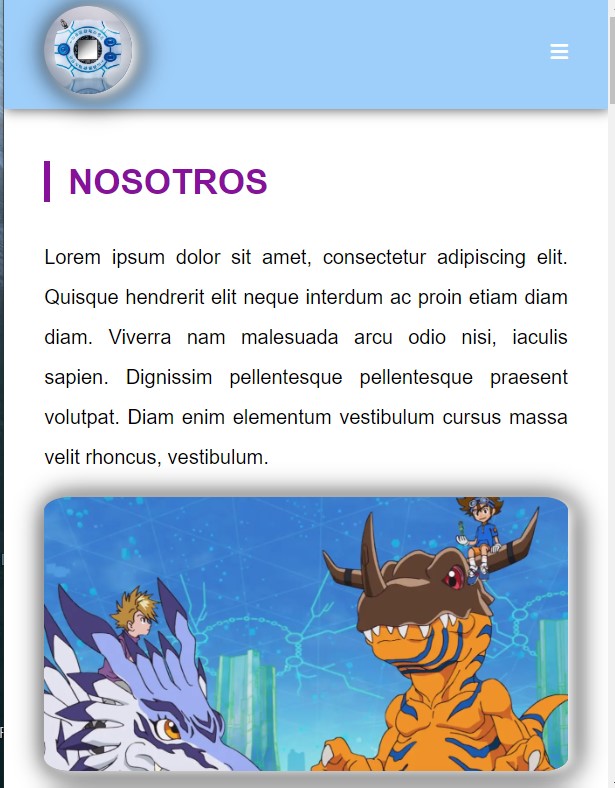 NOSOTROS
Lorem ipsum dolor sit amet, consectetur adipiscing elit.
Quisque hendrerit elit neque interdum ac proin etiam diam
diam. Viverra nam malesuada arcu odio nisi, iaculis
sapien. Dignissim pellentesque pellentesque praesent
volutpat. Diam enim elementum vestibulum cursus massa
velit rhoncus, vestibulum.